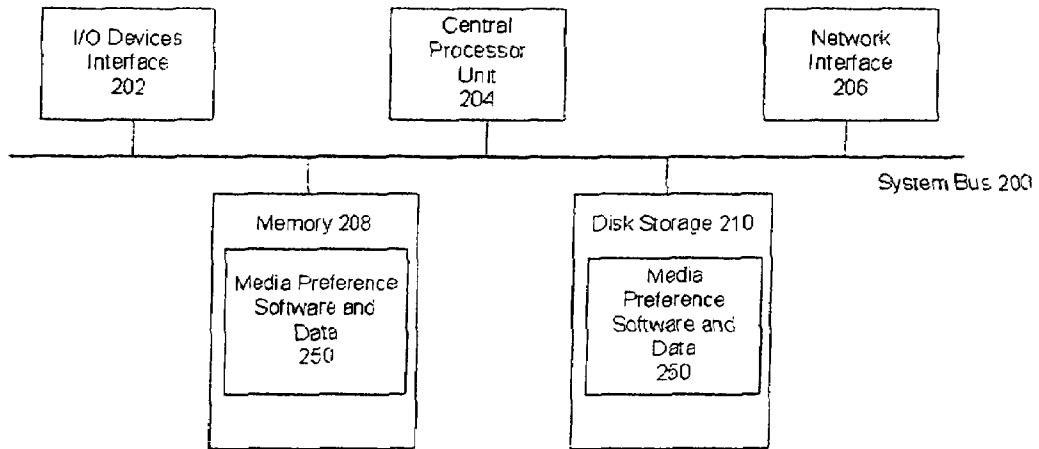 I/O Devices
Interface
202
Central
Processor
Unit
204
Network
Interface
206
System Bus 200
Memory 208
Media Preference
Software and
Data
250
Disk Storage 210
Media
Preference
Software and
Data
250